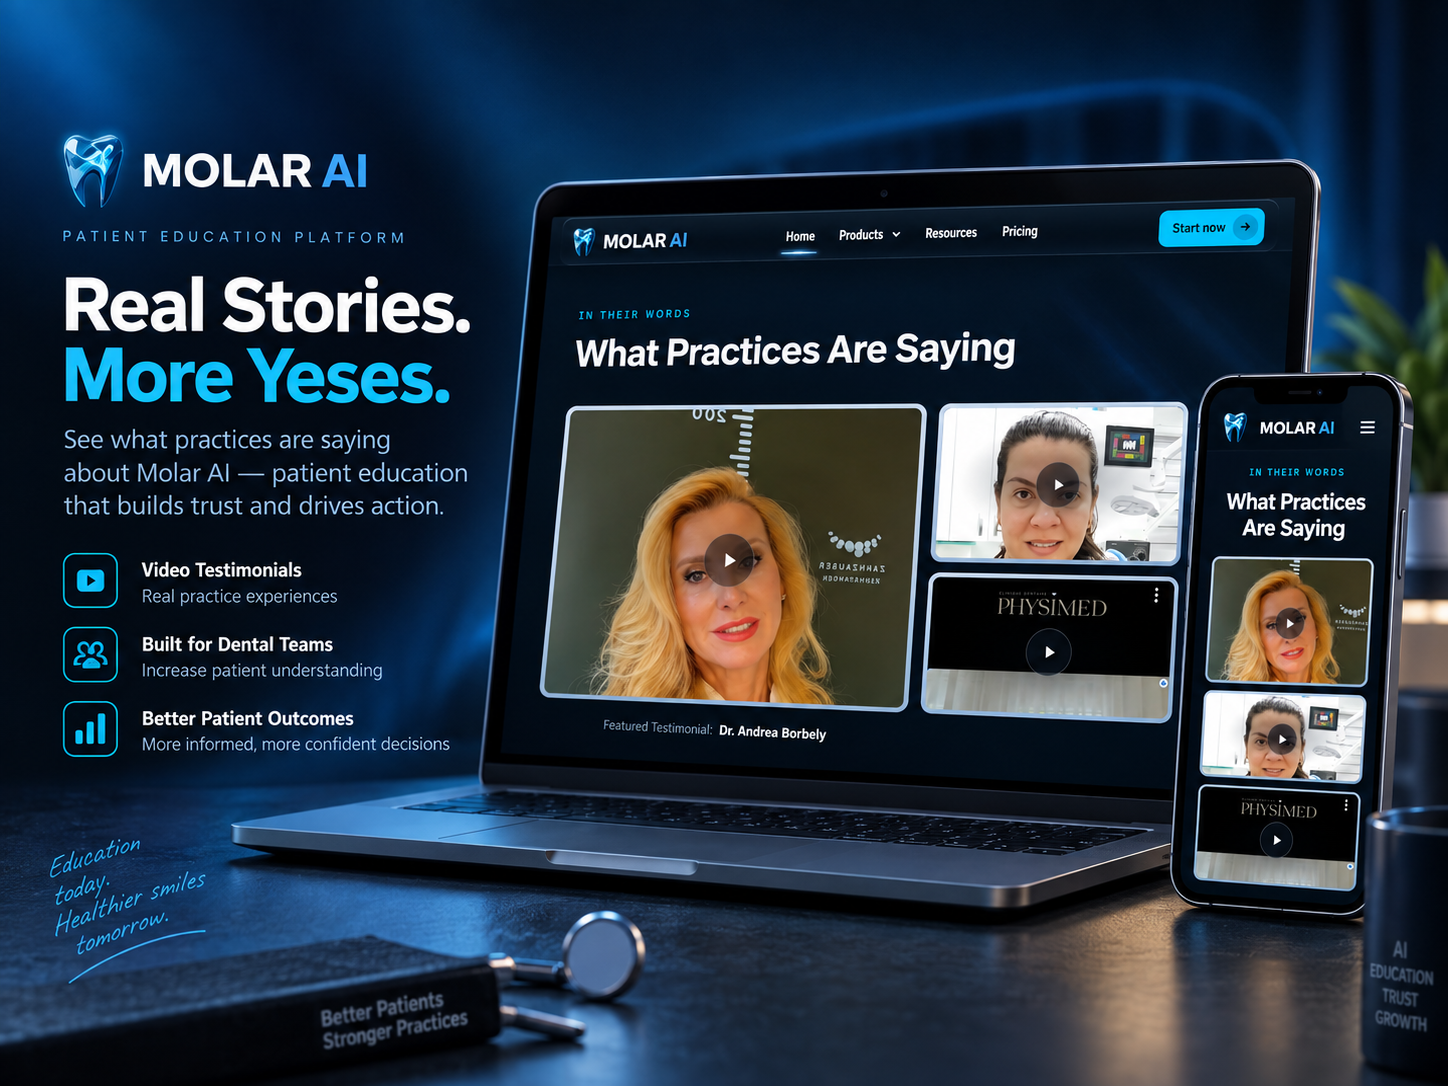 MOLAR AI
PATIENT EDUCATION PLATFORM
Real Stories.
More Yeses.
See what practices are saying
about Molar AI — patient education
that builds trust and drives action.
Video Testimonials
Real practice experiences
Built for Dental Teams
Increase patient understanding
Better Patient Outcomes
More informed, more confident decisions
Education
today.
Healthier smiles
tomorrow.
Better Patients
Stronger Practices
MOLAR AI
Home Products Resources Pricing
Start now
IN THEIR WORDS
What Practices Are Saying
200
ZAHNZAUBER
PHYSIMED
Featured Testimonial: Dr. Andrea Borbely
MOLAR AI
IN THEIR WORDS
What Practices
Are Saying
PHYSIMED
AI
EDUCATION
TRUST
GROWTH